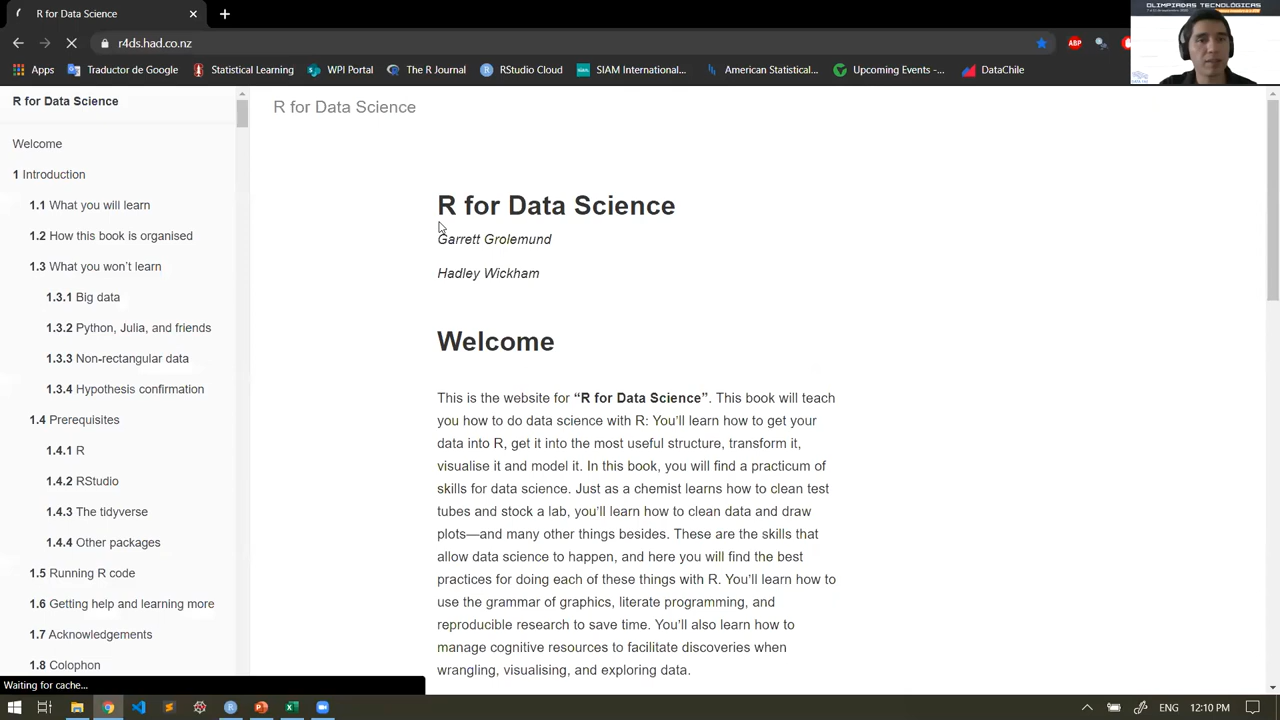 R for Data Science
OLIMPIADAS TECNOLÓGICAS
r4ds.had.co.nz
ABP
Apps
Traductor de Google
Statistical Learning
WPI Portal
The R Journal
RStudio Cloud
SIAM International...
American Statistical...
Upcoming Events -...
DataChile
R for Data Science
R for Data Science
Welcome
1 Introduction
1.1 What you will learn
1.2 How this book is organised
1.3 What you won't learn
1.3.1 Big data
1.3.2 Python, Julia, and friends
1.3.3 Non-rectangular data
1.3.4 Hypothesis confirmation
1.4 Prerequisites
1.4.1 R
1.4.2 RStudio
1.4.3 The tidyverse
1.4.4 Other packages
1.5 Running R code
1.6 Getting help and learning more
1.7 Acknowledgements
1.8 Colophon
R for Data Science
Garrett Grolemund
Hadley Wickham
Welcome
This is the website for “R for Data Science”. This book will teach
you how to do data science with R: You'll learn how to get your
data into R, get it into the most useful structure, transform it,
visualise it and model it. In this book, you will find a practicum of
skills for data science. Just as a chemist learns how to clean test
tubes and stock a lab, you'll learn how to clean data and draw
plots—and many other things besides. These are the skills that
allow data science to happen, and here you will find the best
practices for doing each of these things with R. You'll learn how to
use the grammar of graphics, literate programming, and
reproducible research to save time. You'll also learn how to
manage cognitive resources to facilitate discoveries when
wrangling, visualising, and exploring data.
Waiting for cache...
ENG
12:10 PM